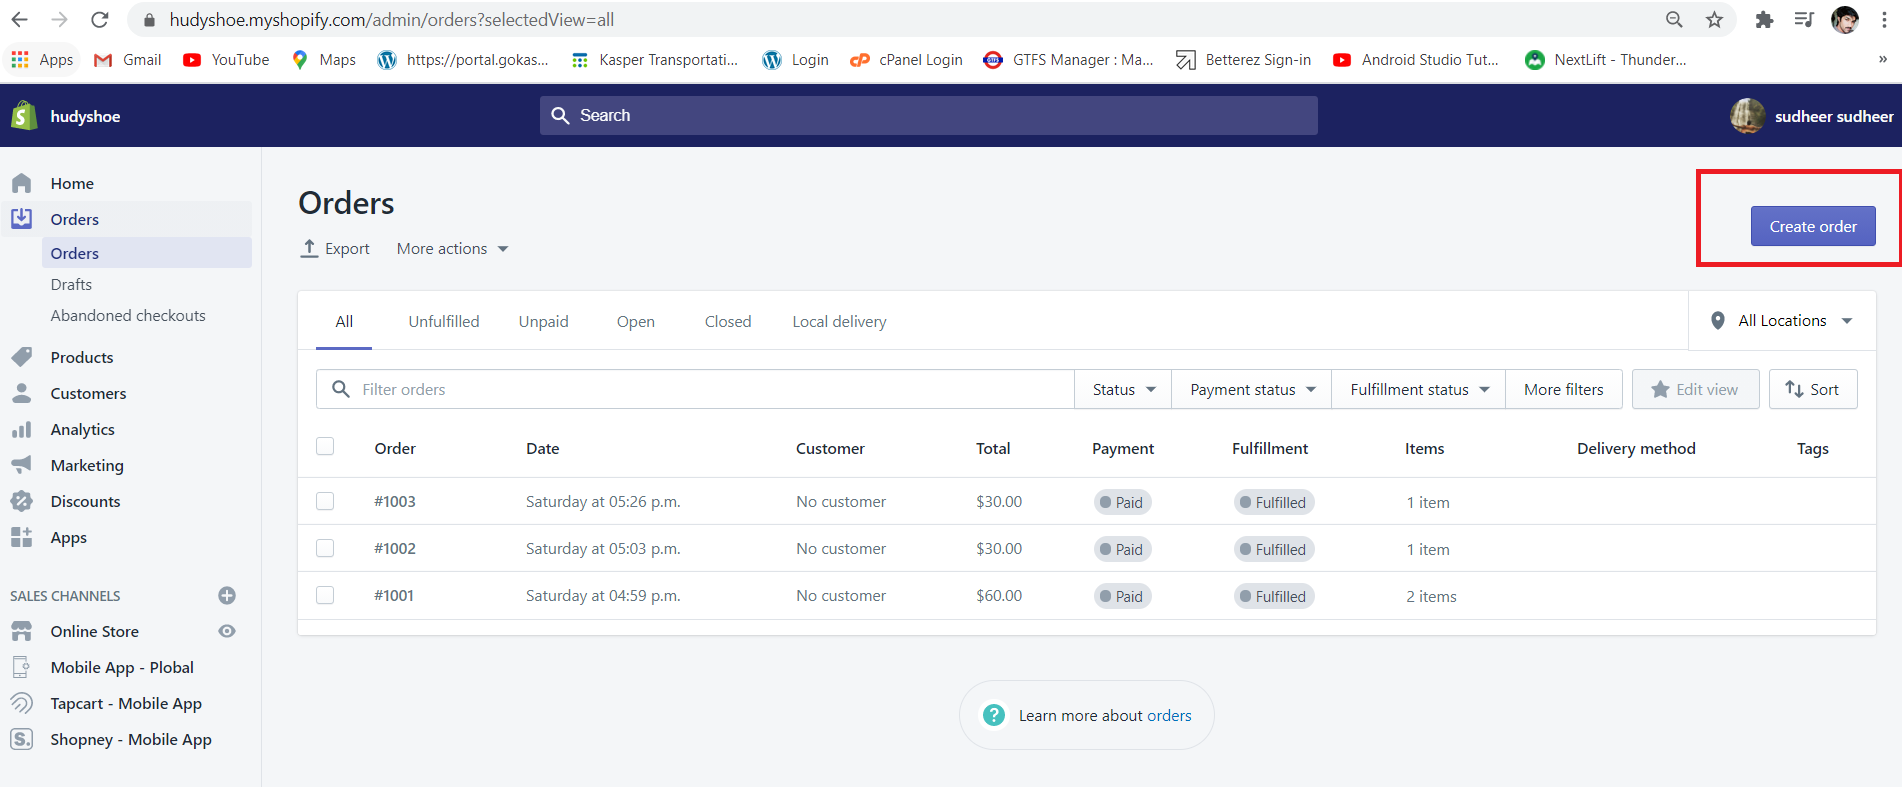 hudyshoe.myshopify.com/admin/orders?selectedView=all
Apps Gmail YouTube Maps https://portal.gokas... Kasper Transportati... Login cPanel Login GTFS Manager : Ma... Betterez Sign-in Android Studio Tut... NextLift - Thunder... »
hudyshoe Search sudheer sudheer
Home
Orders
Orders
Drafts
Abandoned checkouts
Products
Customers
Analytics
Marketing
Discounts
Apps
SALES CHANNELS
Online Store
Mobile App - Plobal
Tapcart - Mobile App
Shopney - Mobile App
Orders
Create order
Export More actions
All Unfulfilled Unpaid Open Closed Local delivery All Locations
Filter orders Status Payment status Fulfillment status More filters Edit view Sort
Order Date Customer Total Payment Fulfillment Items Delivery method Tags
#1003 Saturday at 05:26 p.m. No customer $30.00 Paid Fulfilled 1 item
#1002 Saturday at 05:03 p.m. No customer $30.00 Paid Fulfilled 1 item
#1001 Saturday at 04:59 p.m. No customer $60.00 Paid Fulfilled 2 items
? Learn more about orders